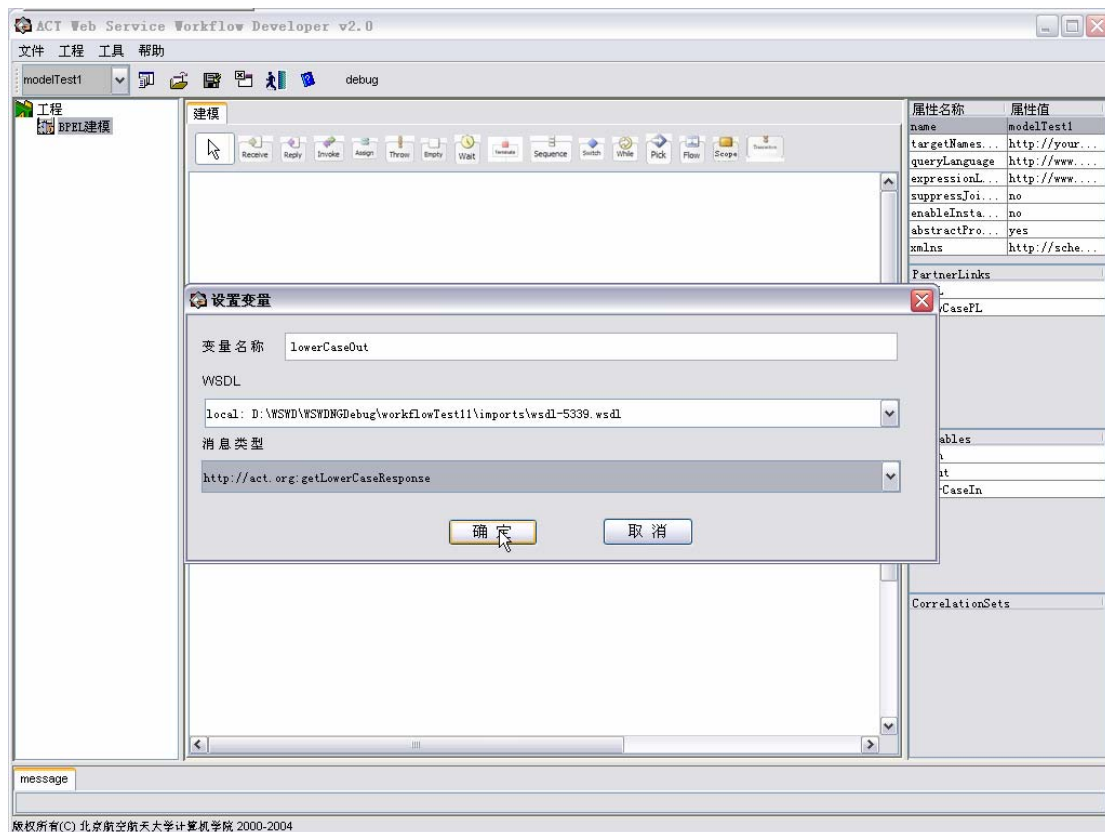 ACT Web Service Workflow Developer v2.0
文件 工程 工具 帮助
modelTest1 debug
工程
BPEL建模
建模
Receive Reply Invoke Assign Throw Empty Wait Terminate Sequence Switch While Pick Flow Scope
属性名称 属性值
name modelTest1
targetNames... http://your...
queryLanguage http://www....
expressionL... http://www....
suppressJoi... no
enableInsta... no
abstractPro... yes
xmlns http://sche...
PartnerLinks
L
CasePL
设置变量
变量名称 lowerCaseOut
WSDL
local: D:\WSWD\WSWDNGDebug\workflowTest11\imports\wsdl-5339.wsdl
消息类型
http://act.org:getLowerCaseResponse
确定 取消
ables
CaseIn
CorrelationSets
message
版权所有(C) 北京航空航天大学计算机学院 2000-2004